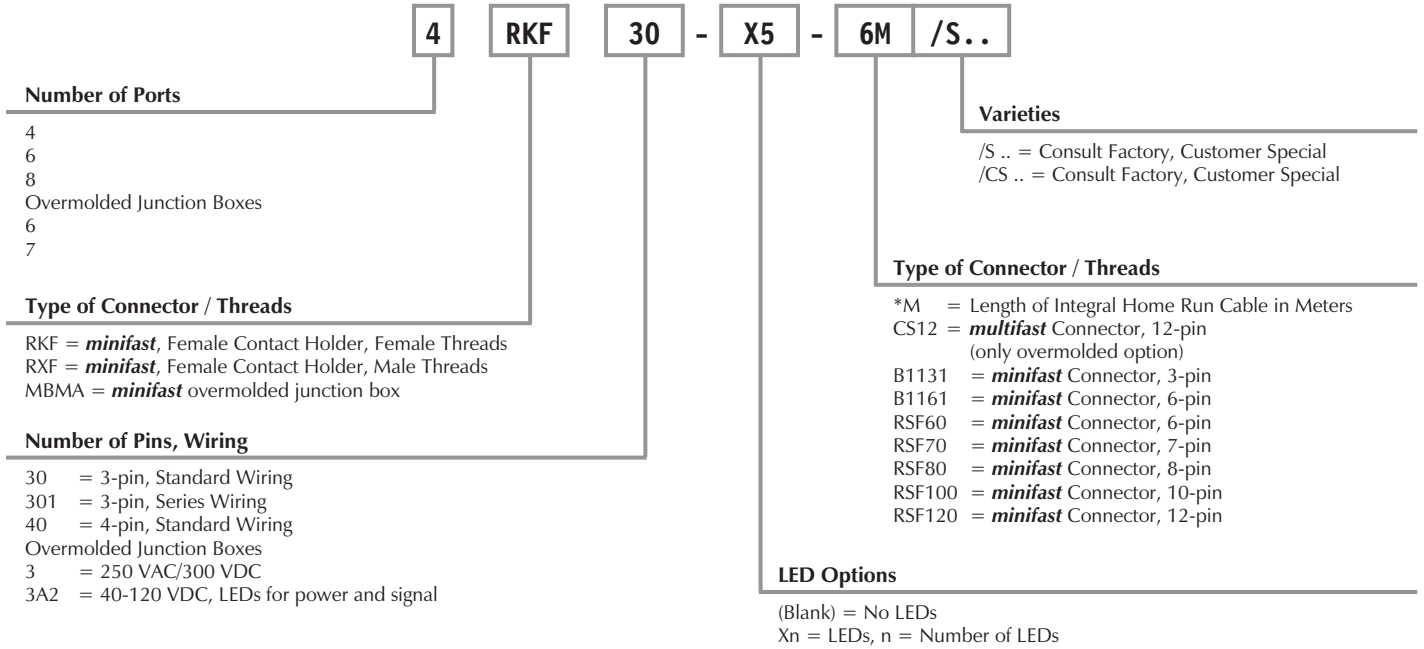 4 RKF 30 - X5 - 6M /S..
Number of Ports
4
6
8
Overmolded Junction Boxes
6
7
Type of Connector / Threads
RKF = minifast, Female Contact Holder, Female Threads
RXF = minifast, Female Contact Holder, Male Threads
MBMA = minifast overmolded junction box
Number of Pins, Wiring
30 = 3-pin, Standard Wiring
301 = 3-pin, Series Wiring
40 = 4-pin, Standard Wiring
Overmolded Junction Boxes
3 = 250 VAC/300 VDC
3A2 = 40-120 VDC, LEDs for power and signal
Varieties
/S .. = Consult Factory, Customer Special
/CS .. = Consult Factory, Customer Special
Type of Connector / Threads
*M = Length of Integral Home Run Cable in Meters
CS12 = multifast Connector, 12-pin
(only overmolded option)
B1131 = minifast Connector, 3-pin
B1161 = minifast Connector, 6-pin
RSF60 = minifast Connector, 6-pin
RSF70 = minifast Connector, 7-pin
RSF80 = minifast Connector, 8-pin
RSF100 = minifast Connector, 10-pin
RSF120 = minifast Connector, 12-pin
LED Options
(Blank) = No LEDs
Xn = LEDs, n = Number of LEDs